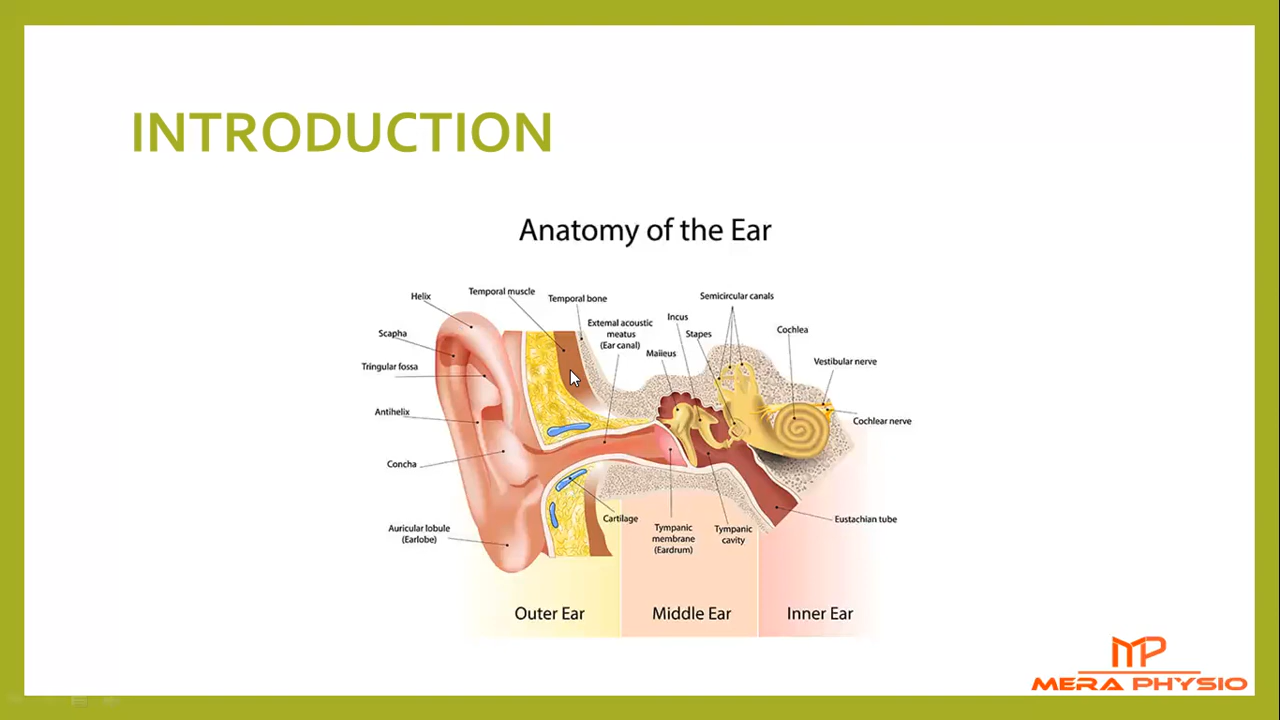 INTRODUCTION
Anatomy of the Ear
Helix
Temporal muscle
Temporal bone
Semicircular canals
Scapha
External acoustic
meatus
(Ear canal)
Incus
Stapes
Cochlea
Maiieus
Tringular fossa
Vestibular nerve
Antihelix
Cochlear nerve
Concha
Auricular lobule
(Earlobe)
Cartilage
Tympanic
membrane
(Eardrum)
Tympanic
cavity
Eustachian tube
Outer Ear
Middle Ear
Inner Ear
MP
MERA PHYSIO